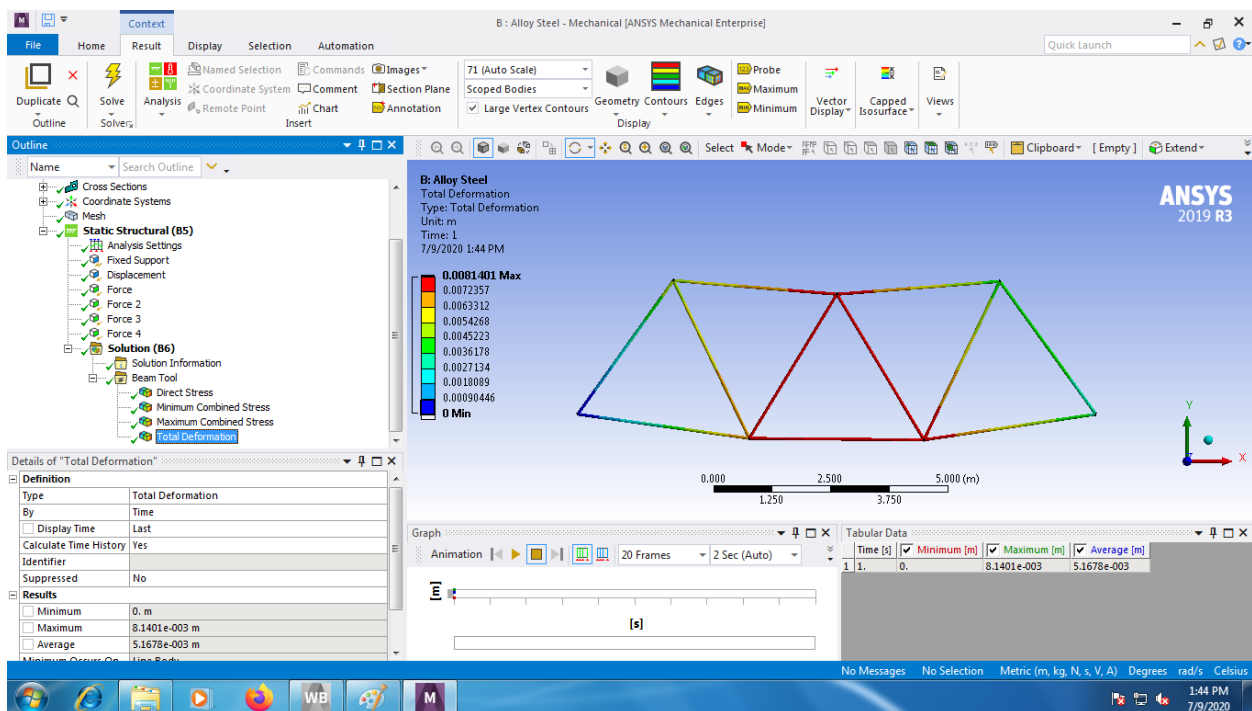 Context
B : Alloy Steel - Mechanical [ANSYS Mechanical Enterprise]
File Home Result Display Selection Automation
Quick Launch
Duplicate
Outline
Solve
Solver
Analysis
Named Selection
Coordinate System
Remote Point
Commands
Comment
Chart
Images
Section Plane
Annotation
Insert
71 (Auto Scale)
Scoped Bodies
Large Vertex Contours
Geometry Contours Edges
Display
Probe
Maximum
Minimum
Vector Display
Capped Isosurface
Views
Outline
Name Search Outline
Select Mode Clipboard [ Empty ] Extend
Cross Sections
Coordinate Systems
Mesh
Static Structural (B5)
Analysis Settings
Fixed Support
Displacement
Force
Force 2
Force 3
Force 4
Solution (B6)
Solution Information
Beam Tool
Direct Stress
Minimum Combined Stress
Maximum Combined Stress
Total Deformation
B: Alloy Steel
Total Deformation
Type: Total Deformation
Unit: m
Time: 1
7/9/2020 1:44 PM
ANSYS
2019 R3
0.0081401 Max
0.0072357
0.0063312
0.0054268
0.0045223
0.0036178
0.0027134
0.0018089
0.00090446
0 Min
Y
X
0.000 2.500 5.000 (m)
1.250 3.750
Details of "Total Deformation"
Definition
Type Total Deformation
By Time
Display Time Last
Calculate Time History Yes
Identifier
Suppressed No
Results
Minimum 0. m
Maximum 8.1401e-003 m
Average 5.1678e-003 m
Minimum Occurs On Line Body
Graph
Animation 20 Frames 2 Sec (Auto)
[m]
[s]
Tabular Data
Time [s] Minimum [m] Maximum [m] Average [m]
1 1. 0. 8.1401e-003 5.1678e-003
No Messages No Selection Metric (m, kg, N, s, V, A) Degrees rad/s Celsius
WB
M
1:44 PM
7/9/2020